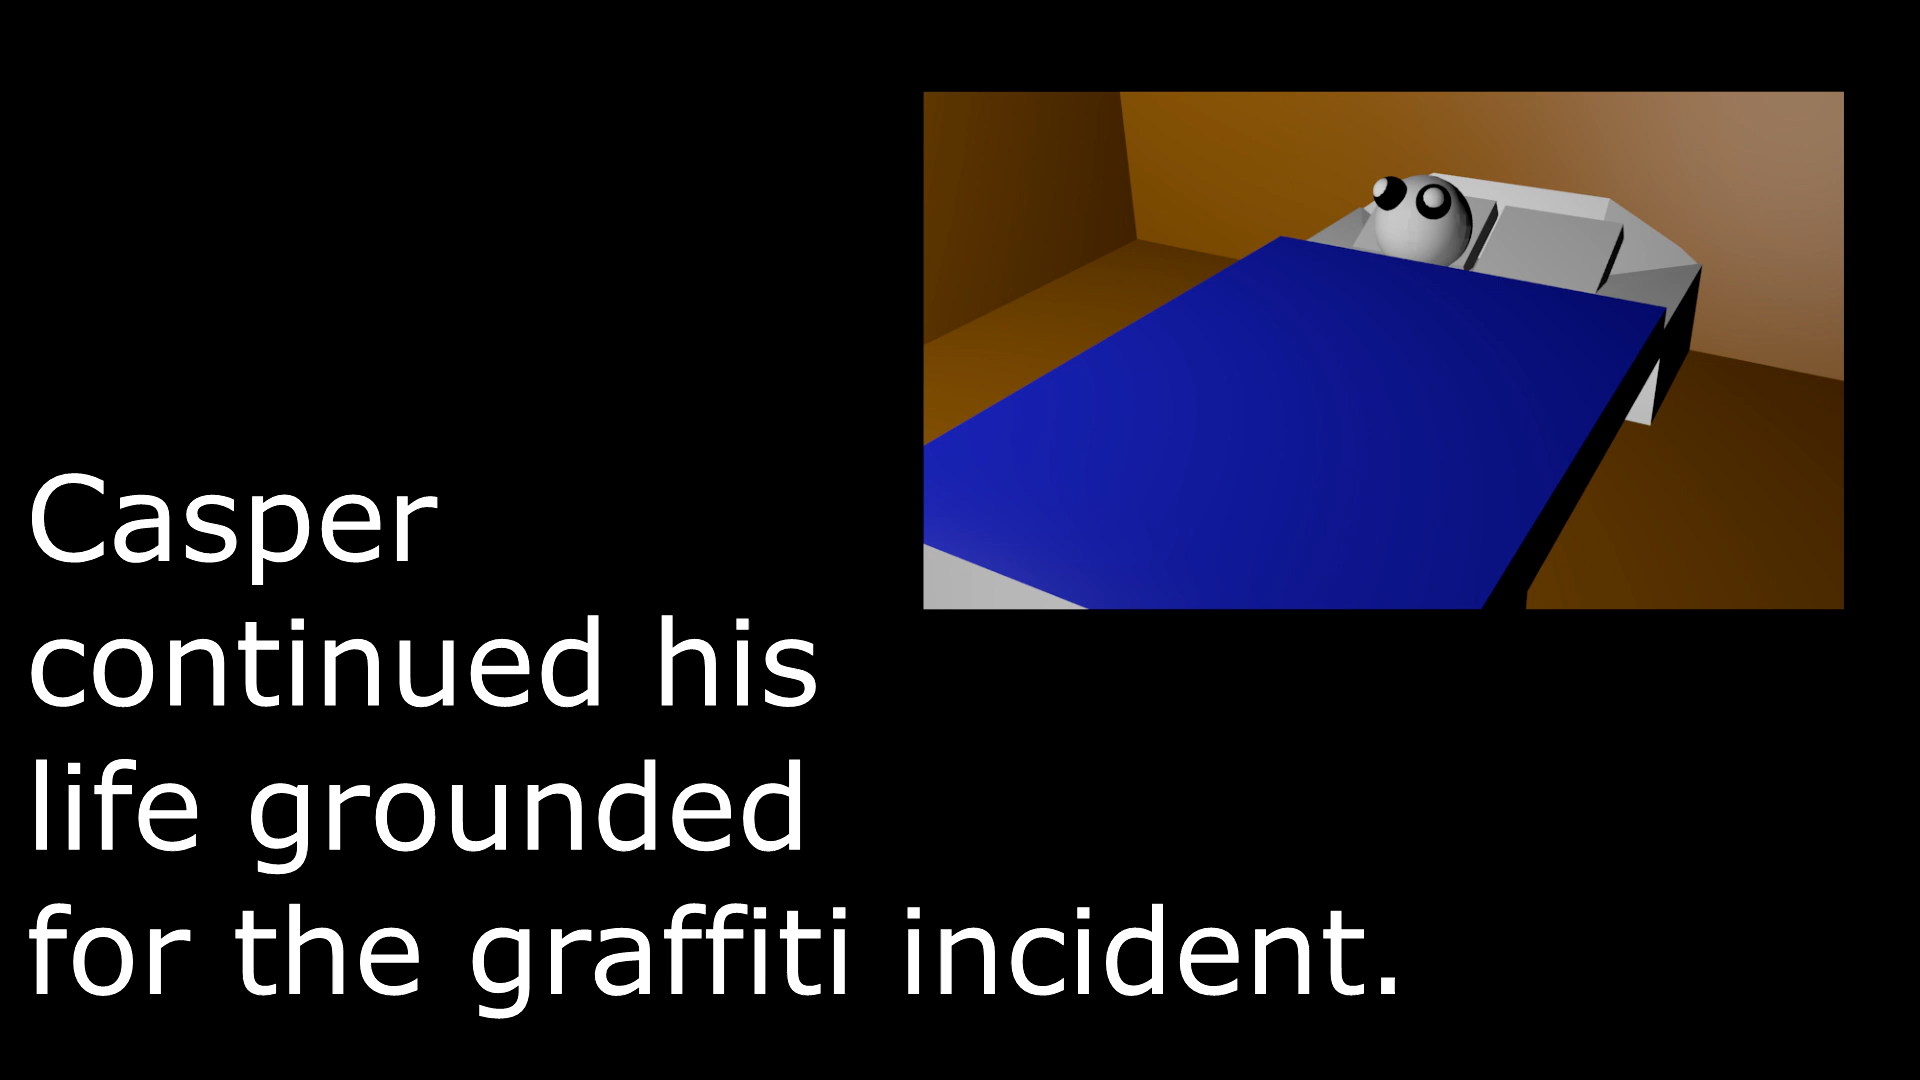 Casper
continued his
life grounded
for the graffiti incident.